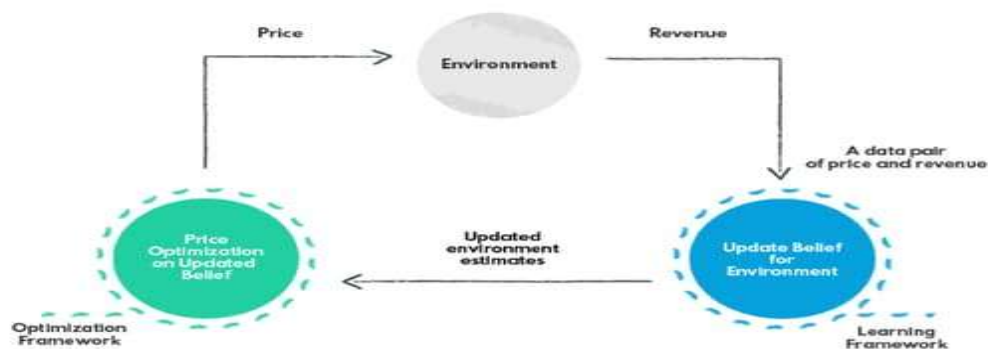 Price
Revenue
Environment
A data pair
of price and revenue
Price
Optimization
on Updated
Belief
Updated
environment
estimates
Update Belief
for
Environment
Optimization
Framework
Learning
Framework